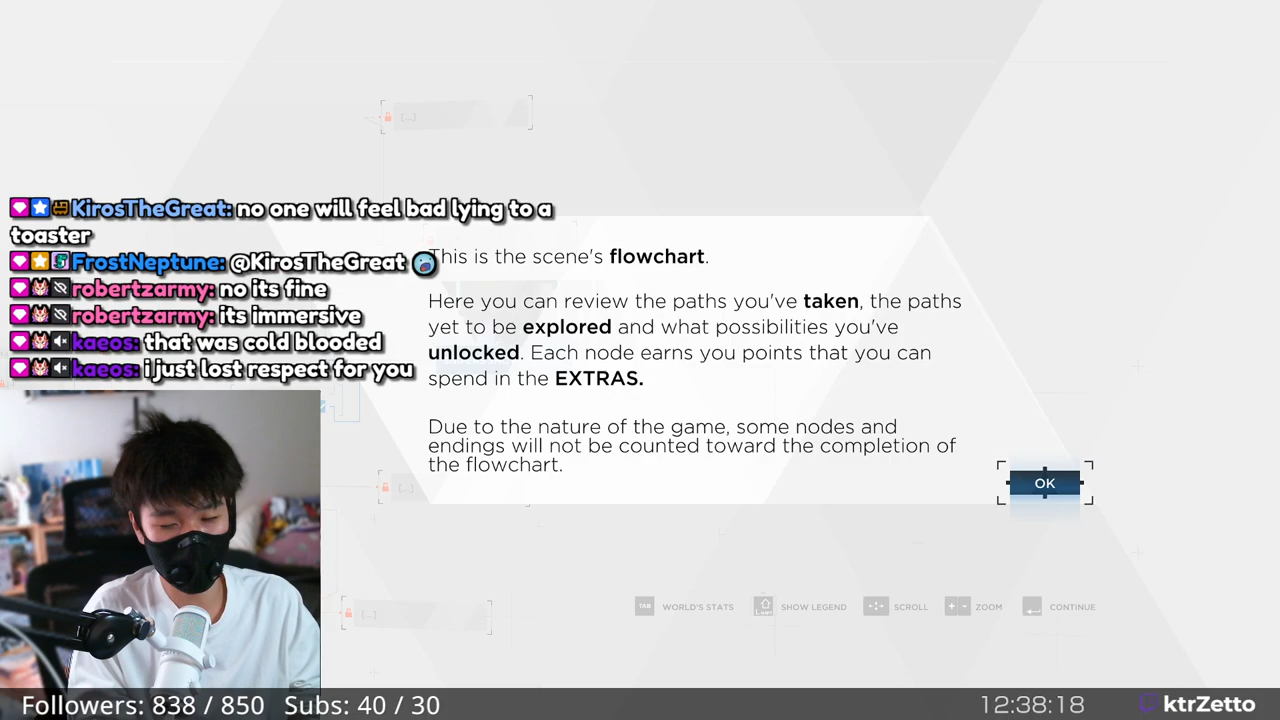 [...]
KirosTheGreat: no one will feel bad lying to a
toaster
FrostNeptune: @KirosTheGreat
robertzarmy: no its fine
robertzarmy: its immersive
kaeos: that was cold blooded
kaeos: i just lost respect for you
This is the scene's flowchart.
Here you can review the paths you've taken, the paths
yet to be explored and what possibilities you've
unlocked. Each node earns you points that you can
spend in the EXTRAS.
Due to the nature of the game, some nodes and
endings will not be counted toward the completion of
the flowchart.
OK
[...]
[...]
TAB WORLD'S STATS SHOW LEGEND SCROLL + - ZOOM CONTINUE
Followers: 838 / 850 Subs: 40 / 30
12:38:18
ktrZetto